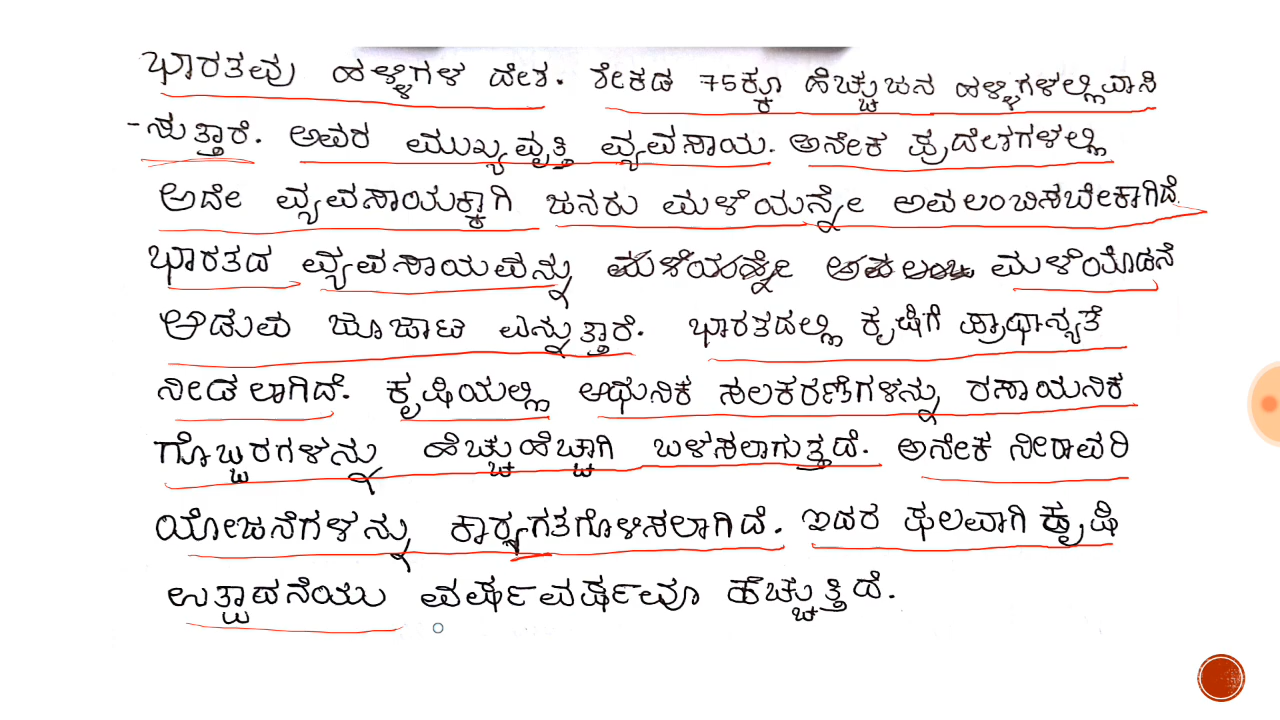 ಭಾರತವು ಹಳ್ಳಿಗಳ ದೇಶ. ಶೇಕಡ 75ಕ್ಕೂ ಹೆಚ್ಚುಜನ ಹಳ್ಳಿಗಳಲ್ಲಿವಾಸಿ
-ಸುತ್ತಾರೆ. ಅವರ ಮುಖ್ಯವೃತ್ತಿ ವ್ಯವಸಾಯ. ಅನೇಕ ಪ್ರದೇಶಗಳಲ್ಲಿ
ಅದೇ ವ್ಯವಸಾಯಕ್ಕಾಗಿ ಜನರು ಮಳೆಯನ್ನೇ ಅವಲಂಬಿಸಬೇಕಾಗಿದೆ.
ಭಾರತದ ವ್ಯವಸಾಯವನ್ನು ಮಳೆಯೊಡನೆ
ಆಡುವ ಜೂಜಾಟ ಎನ್ನುತ್ತಾರೆ. ಭಾರತದಲ್ಲಿ ಕೃಷಿಗೆ ಪ್ರಾಧಾನ್ಯತೆ
ನೀಡಲಾಗಿದೆ. ಕೃಷಿಯಲ್ಲಿ ಆಧುನಿಕ ಸಲಕರಣೆಗಳನ್ನು ರಸಾಯನಿಕ
ಗೊಬ್ಬರಗಳನ್ನು ಹೆಚ್ಚುಹೆಚ್ಚಾಗಿ ಬಳಸಲಾಗುತ್ತದೆ. ಅನೇಕ ನೀರಾವರಿ
ಯೋಜನೆಗಳನ್ನು ಕಾರ್ಯಗತಗೊಳಿಸಲಾಗಿದೆ. ಇದರ ಫಲವಾಗಿ ಕೃಷಿ
ಉತ್ಪಾದನೆಯು ವರ್ಷವರ್ಷವೂ ಹೆಚ್ಚುತ್ತಿದೆ.